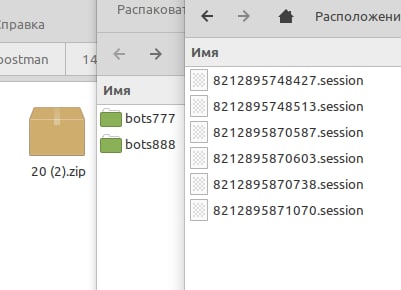 Справка
postman
14
20 (2).zip
Распаковат
Имя
bots777
bots888
Расположени
Имя
8212895748427.session
8212895748513.session
8212895870587.session
8212895870603.session
8212895870738.session
8212895871070.session